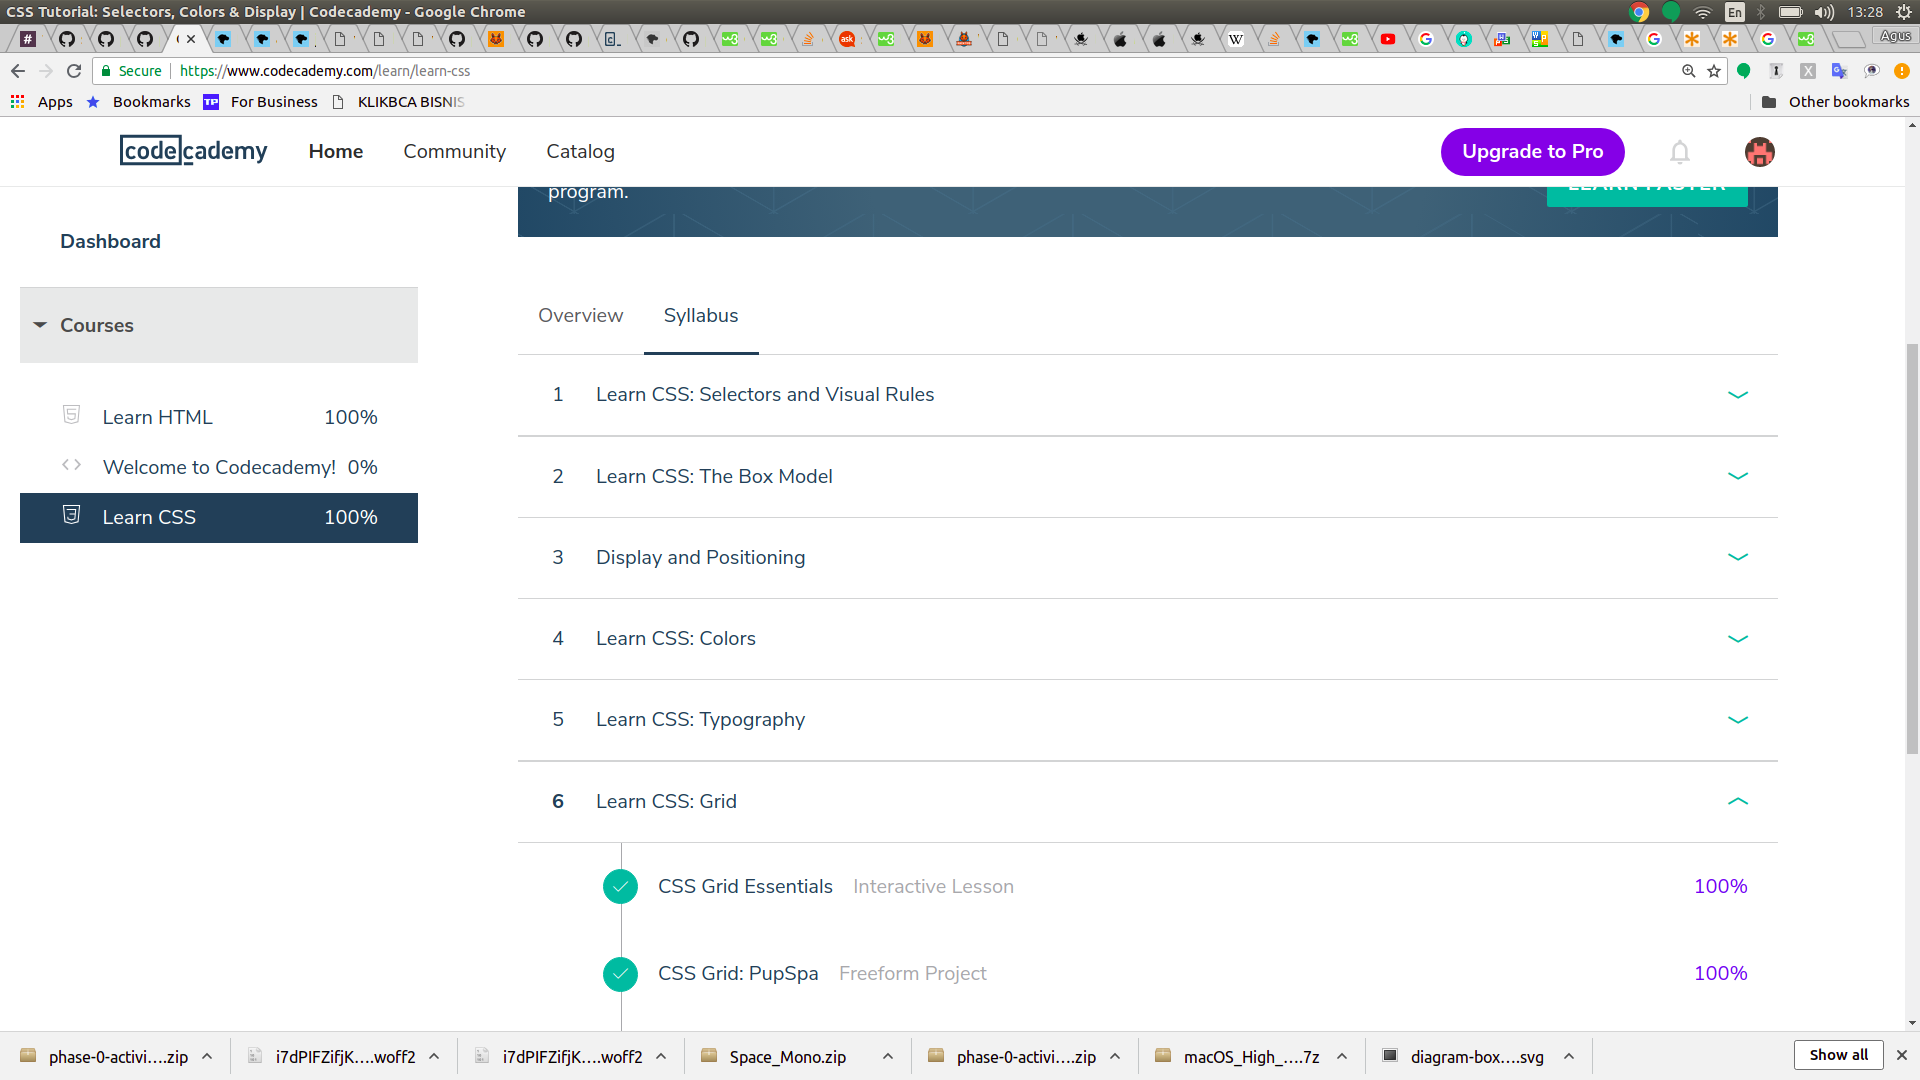 CSS Tutorial: Selectors, Colors & Display | Codecademy - Google Chrome
En
13:28
Agus
Secure
https://www.codecademy.com/learn/learn-css
Apps
Bookmarks
For Business
KLIKBCA BISNIS
Other bookmarks
codecademy
Home
Community
Catalog
Upgrade to Pro
program.
LEARN FASTER
Dashboard
Courses
Learn HTML 100%
Welcome to Codecademy! 0%
Learn CSS 100%
Overview
Syllabus
1 Learn CSS: Selectors and Visual Rules
2 Learn CSS: The Box Model
3 Display and Positioning
4 Learn CSS: Colors
5 Learn CSS: Typography
6 Learn CSS: Grid
CSS Grid Essentials Interactive Lesson 100%
CSS Grid: PupSpa Freeform Project 100%
phase-0-activi....zip
i7dPIFZifjK....woff2
i7dPIFZifjK....woff2
Space_Mono.zip
phase-0-activi....zip
macOS_High_....7z
diagram-box....svg
Show all